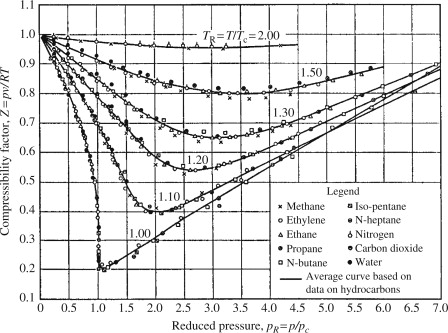 1.1
1.0
0.9
0.8
0.7
0.6
0.5
0.4
0.3
0.2
0.1
Compressibility factor, Z = pv/RT
T_R = T/T_c = 2.00
1.50
1.30
1.20
1.10
1.00
Legend
× Methane
Ethylene
Ethane
Propane
N-butane
Iso-pentane
N-heptane
Nitrogen
Carbon dioxide
Water
Average curve based on
data on hydrocarbons
0 0.5 1.0 1.5 2.0 2.5 3.0 3.5 4.0 4.5 5.0 5.5 6.0 6.5 7.0
Reduced pressure, p_R = p/p_c